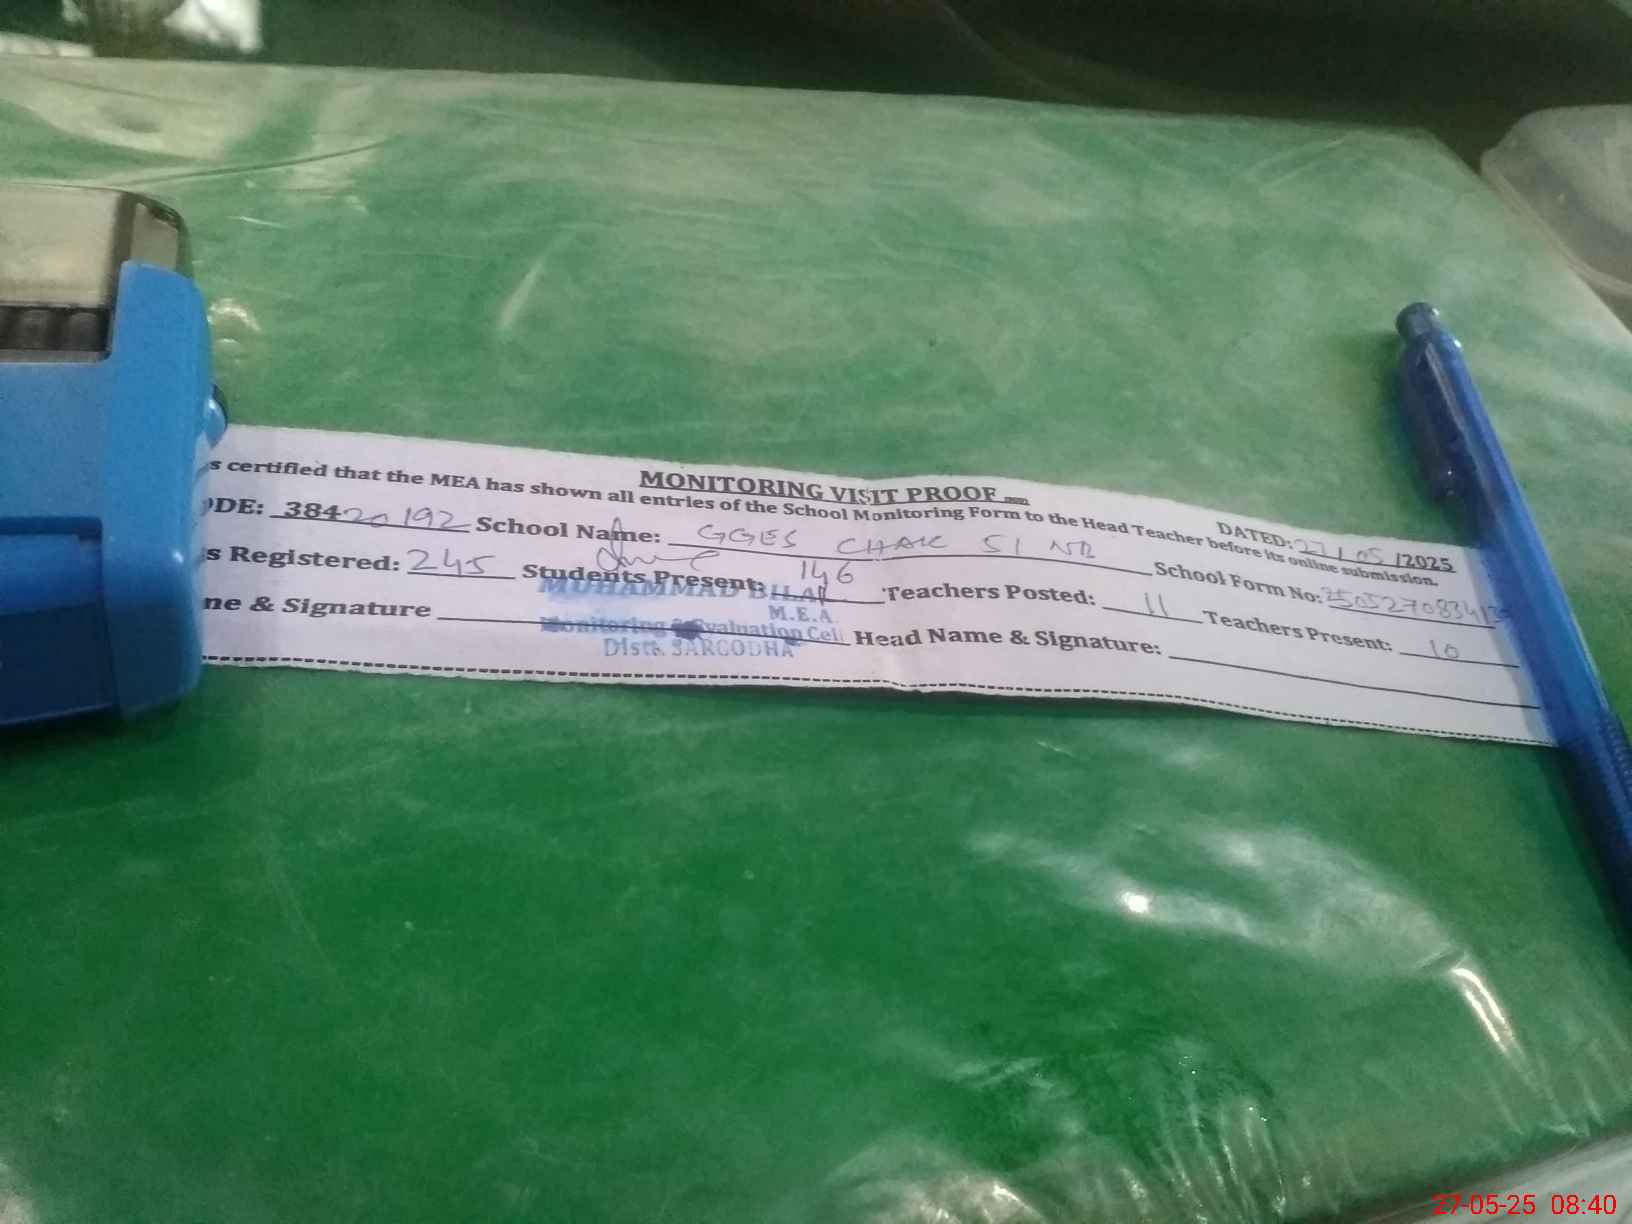 MONITORING VISIT PROOF
DATED: 27/05/2025
s certified that the MEA has shown all entries of the School Monitoring Form to the Head Teacher before its online submission.
ODE: 38420192 School Name: GGES CHAK 51 NB School Form No:
s Registered: 245 Students Present: 146 Teachers Posted: 11 Teachers Present: 10
me & Signature Head Name & Signature:
MUHAMMAD BILAL
M.E.A
Monitoring & Evaluation Cell
Distt. SARGODHA
27-05-25 08:40